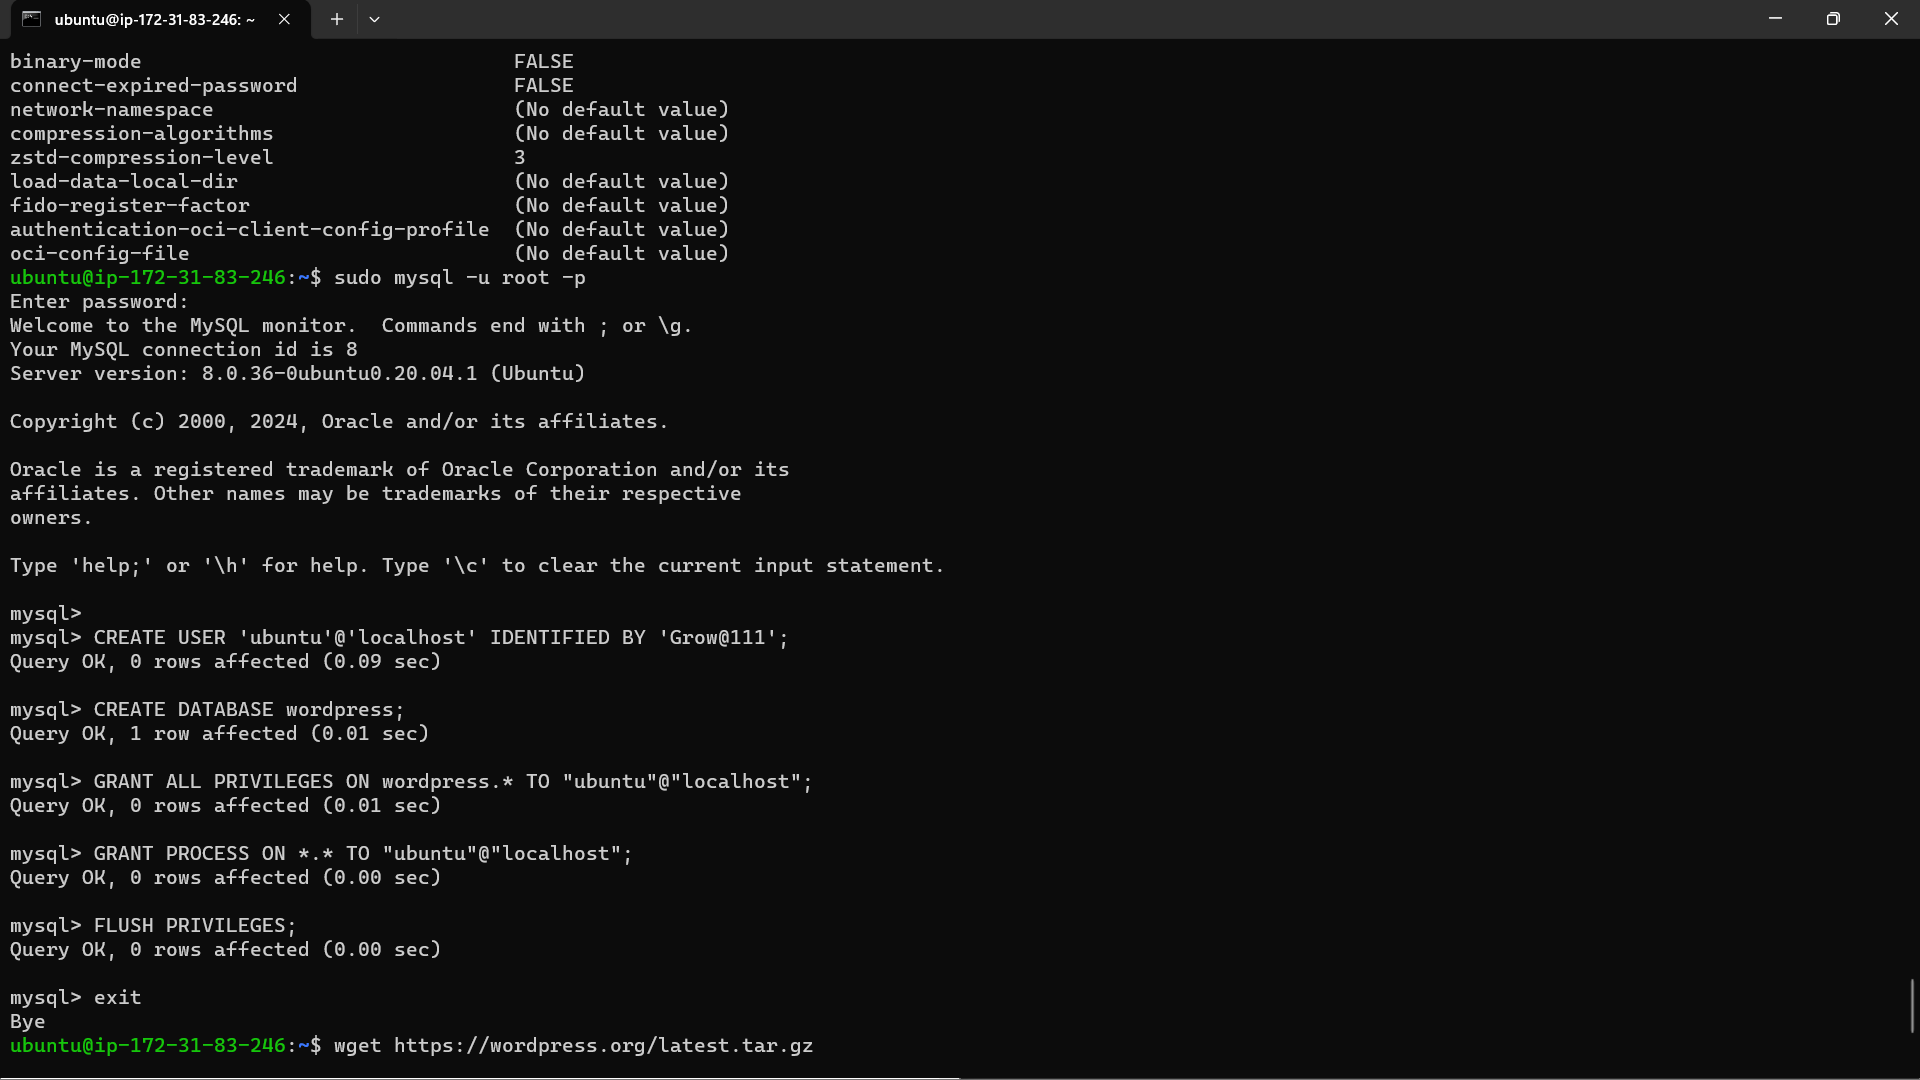 ubuntu@ip-172-31-83-246: ~
binary-mode                               FALSE
connect-expired-password                  FALSE
network-namespace                         (No default value)
compression-algorithms                    (No default value)
zstd-compression-level                    3
load-data-local-dir                       (No default value)
fido-register-factor                      (No default value)
authentication-oci-client-config-profile  (No default value)
oci-config-file                           (No default value)
ubuntu@ip-172-31-83-246:~$ sudo mysql -u root -p
Enter password:
Welcome to the MySQL monitor.  Commands end with ; or \g.
Your MySQL connection id is 8
Server version: 8.0.36-0ubuntu0.20.04.1 (Ubuntu)
Copyright (c) 2000, 2024, Oracle and/or its affiliates.
Oracle is a registered trademark of Oracle Corporation and/or its
affiliates. Other names may be trademarks of their respective
owners.
Type 'help;' or '\h' for help. Type '\c' to clear the current input statement.
mysql>
mysql> CREATE USER 'ubuntu'@'localhost' IDENTIFIED BY 'Grow@111';
Query OK, 0 rows affected (0.09 sec)
mysql> CREATE DATABASE wordpress;
Query OK, 1 row affected (0.01 sec)
mysql> GRANT ALL PRIVILEGES ON wordpress.* TO "ubuntu"@"localhost";
Query OK, 0 rows affected (0.01 sec)
mysql> GRANT PROCESS ON *.* TO "ubuntu"@"localhost";
Query OK, 0 rows affected (0.00 sec)
mysql> FLUSH PRIVILEGES;
Query OK, 0 rows affected (0.00 sec)
mysql> exit
Bye
ubuntu@ip-172-31-83-246:~$ wget https://wordpress.org/latest.tar.gz